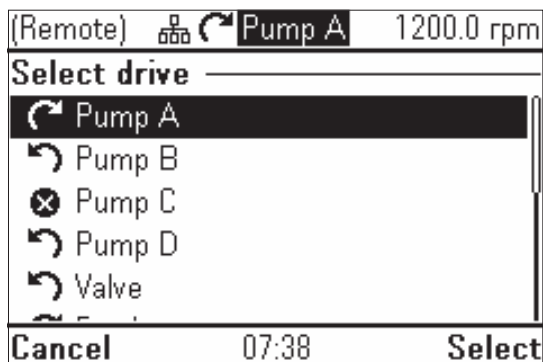 (Remote) Pump A 1200.0 rpm
Select drive
Pump A
Pump B
Pump C
Pump D
Valve
Cancel 07:38 Select